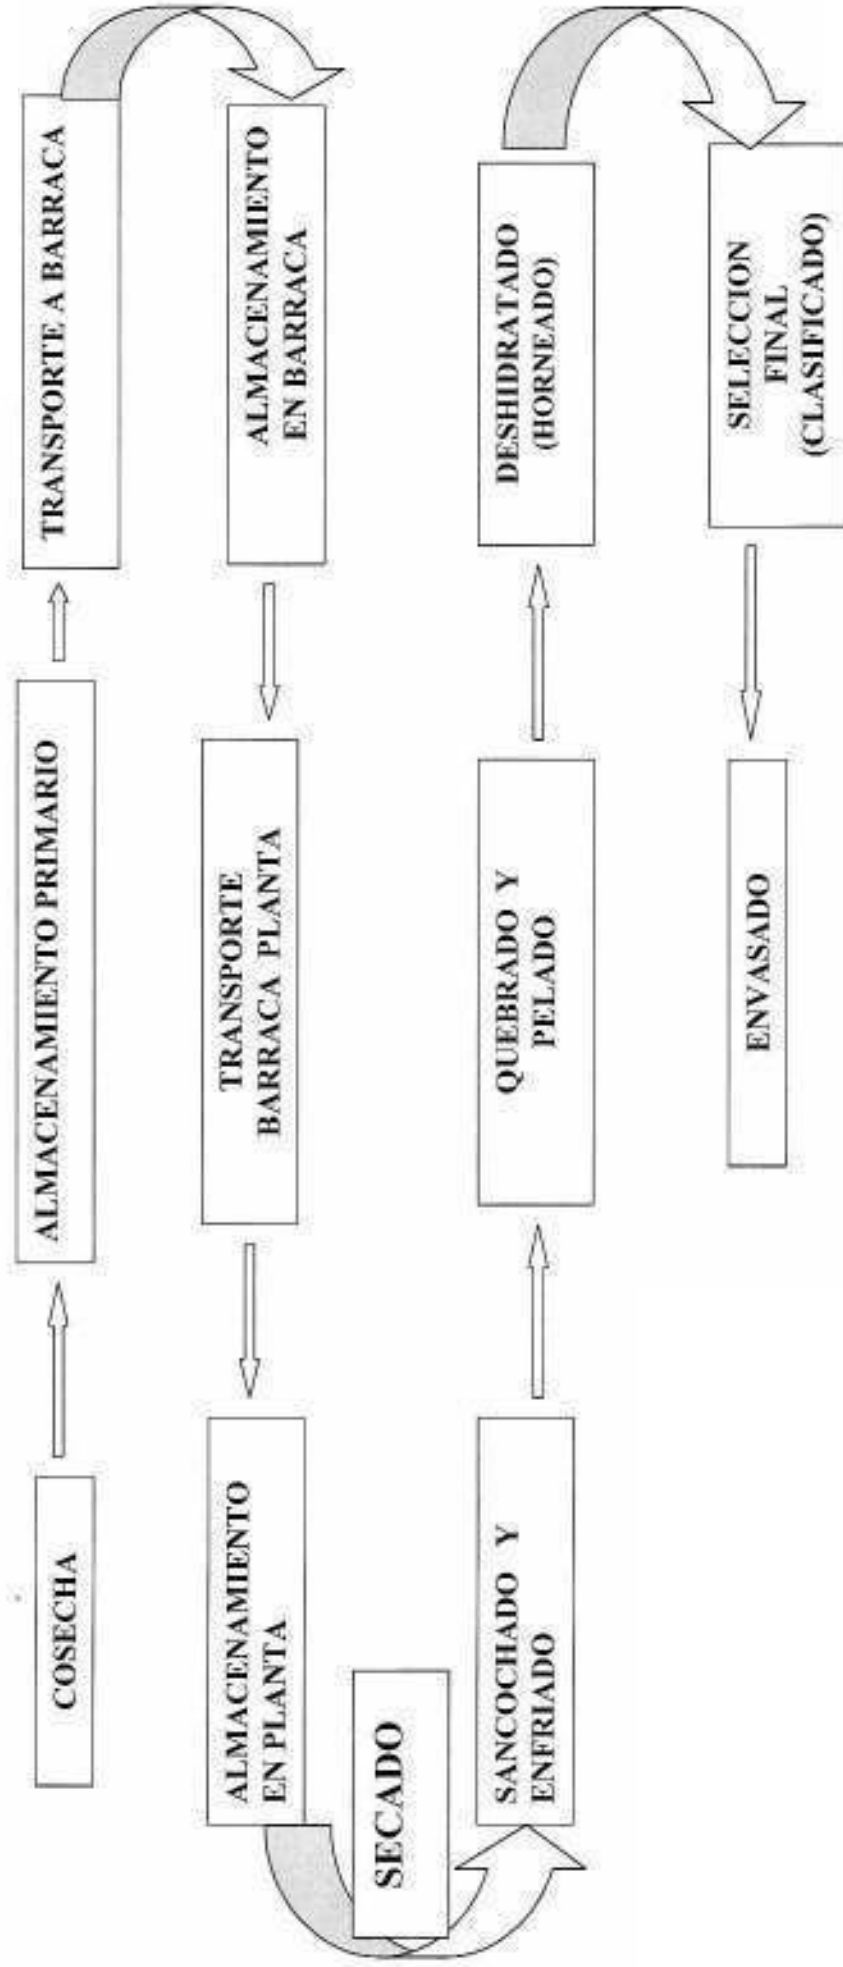 COSECHA
ALMACENAMIENTO PRIMARIO
TRANSPORTE A BARRACA
ALMACENAMIENTO
EN BARRACA
TRANSPORTE
BARRACA PLANTA
ALMACENAMIENTO
EN PLANTA
SECADO
SANCOCHADO Y
ENFRIADO
QUEBRADO Y
PELADO
DESHIDRATADO
(HORNEADO)
SELECCION
FINAL
(CLASIFICADO)
ENVASADO